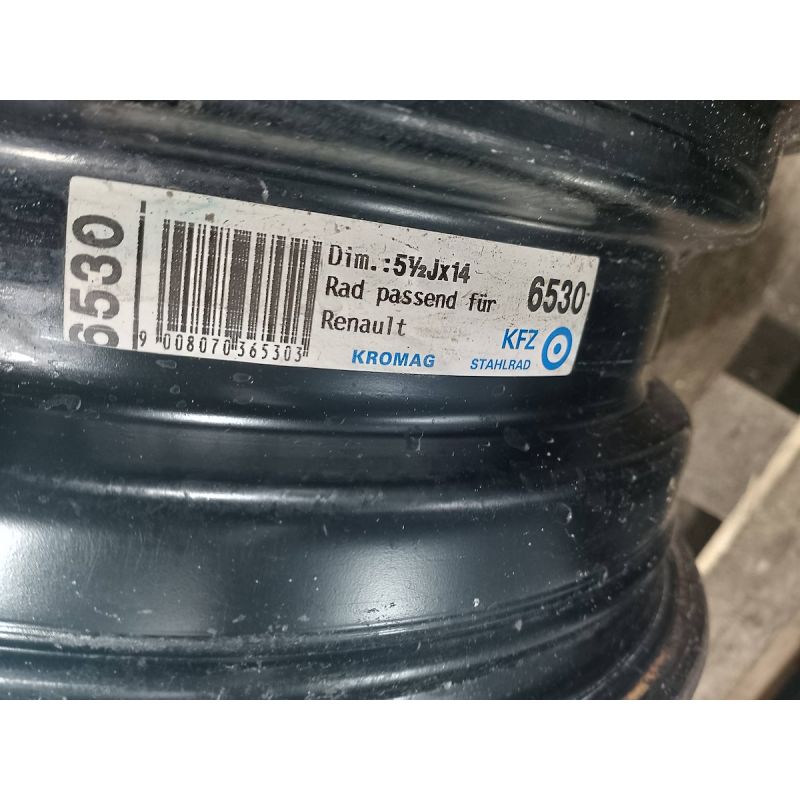 6530
9 008070 365303
Dim.:5½Jx14
Rad passend für
Renault
6530
KROMAG
KFZ
STAHLRAD